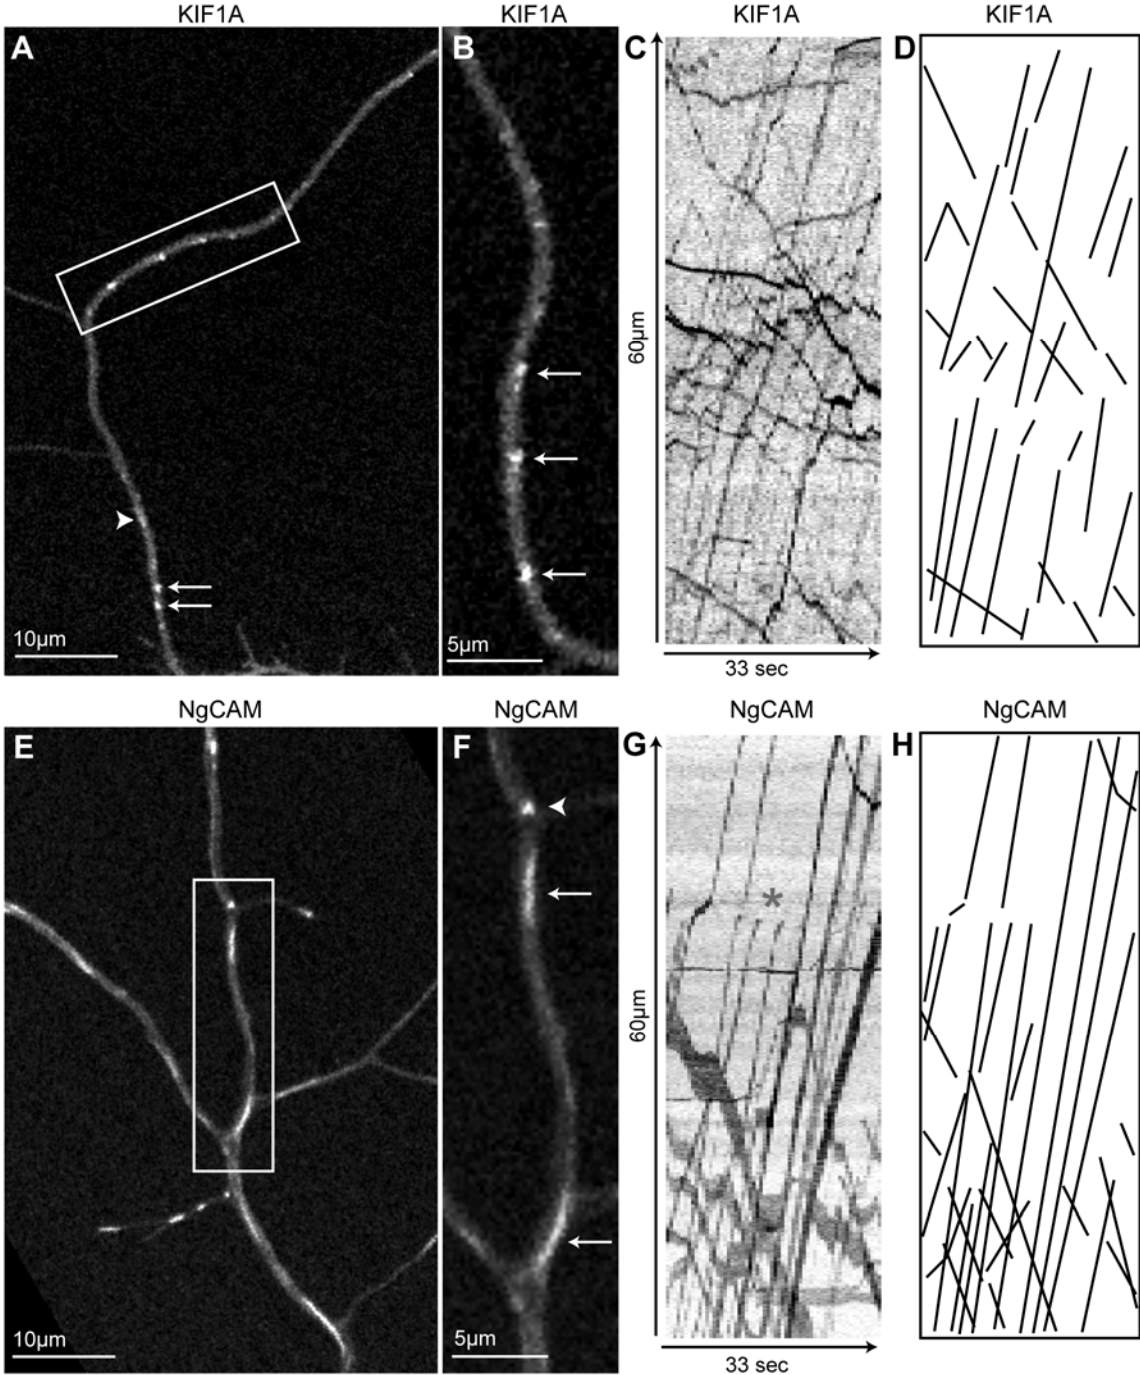 KIF1A KIF1A KIF1A KIF1A
A B C D
60µm
10µm 5µm
33 sec
NgCAM NgCAM NgCAM NgCAM
E F G H
*
60µm
10µm 5µm
33 sec